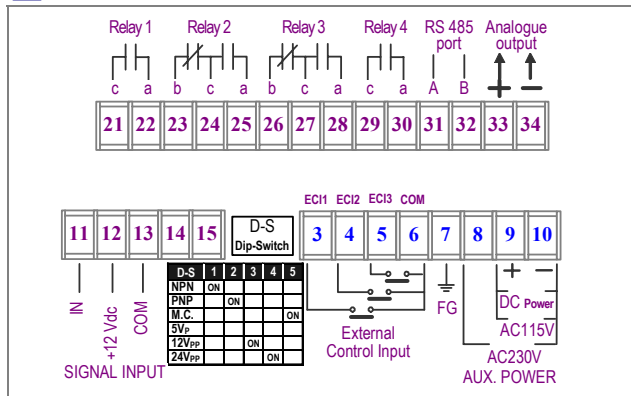 Relay 1 Relay 2 Relay 3 Relay 4 RS 485 port Analogue output
c a b c a b c a c a A B + −
21 22 23 24 25 26 27 28 29 30 31 32 33 34
ECI1 ECI2 ECI3 COM
11 12 13 14 15 D-S Dip-Switch 3 4 5 6 7 8 9 10
D-S 1 2 3 4 5
NPN ON
PNP ON
M.C. ON
5VP
12VPP ON
24VPP ON
IN +12 Vdc COM
SIGNAL INPUT
External
Control Input
FG
+ −
DC Power
AC115V
AC230V
AUX. POWER